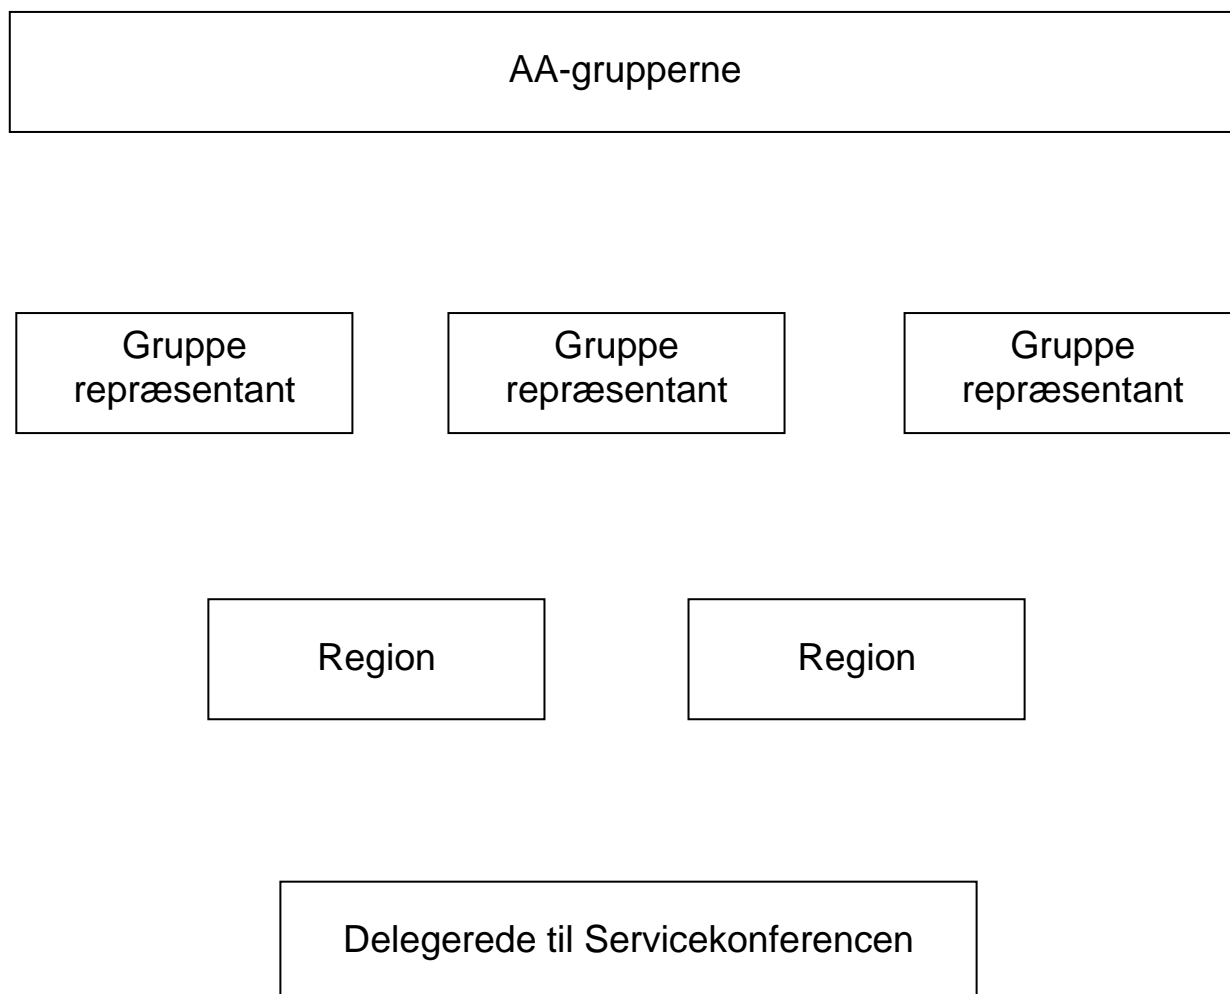 AA-grupperne
Gruppe
repræsentant
Gruppe
repræsentant
Gruppe
repræsentant
Region
Region
Delegerede til Servicekonferencen